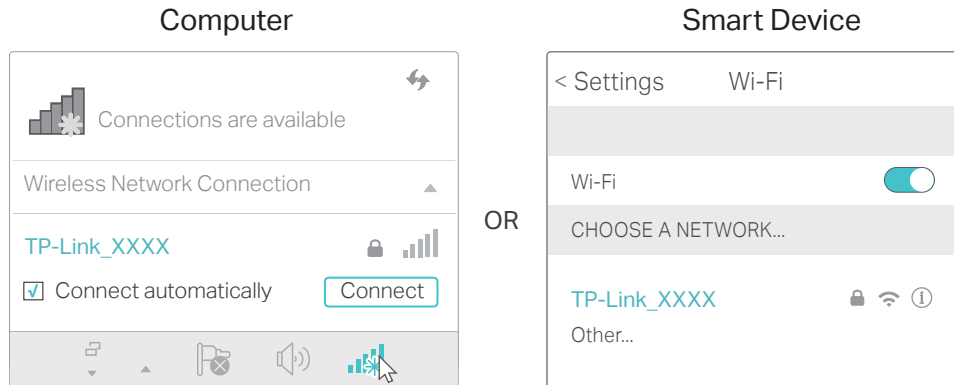 Computer
Connections are available
Wireless Network Connection
TP-Link_XXXX
Connect automatically
Connect
OR
Smart Device
< Settings Wi-Fi
Wi-Fi
CHOOSE A NETWORK...
TP-Link_XXXX
Other...